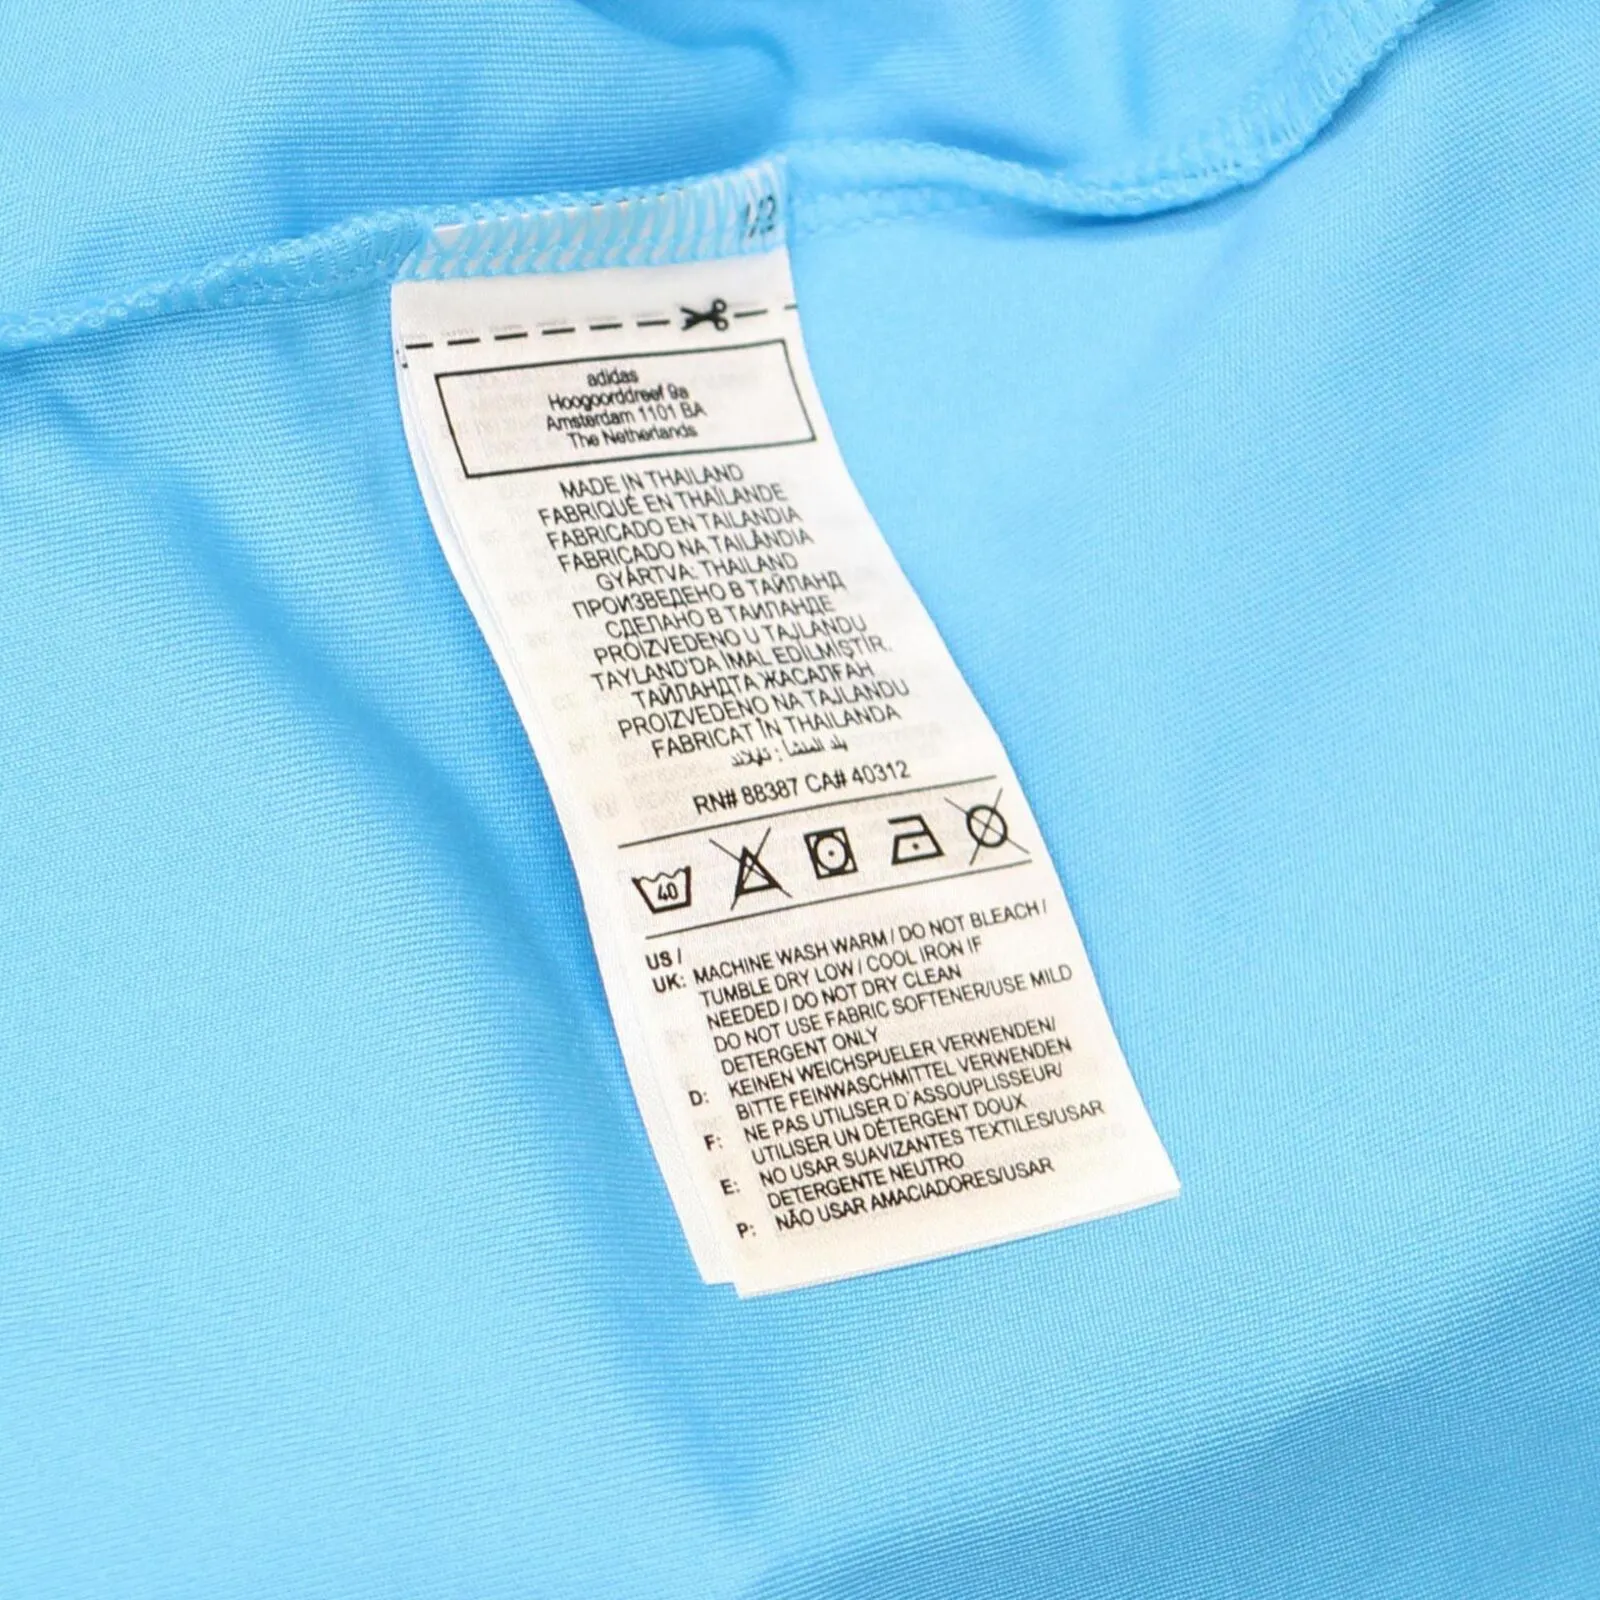 1/3
adidas
Hoogoorddreef 9a
Amsterdam 1101 BA
The Netherlands
MADE IN THAILAND
FABRIQUÉ EN THAÏLANDE
FABRICADO EN TAILANDIA
FABRICADO NA TAILÂNDIA
GYÁRTVA: THAILAND
ПРОИЗВЕДЕНО В ТАЙЛАНД
СДЕЛАНО В ТАИЛАНДЕ
PROIZVEDENO U TAJLANDU
TAYLAND'DA İMAL EDİLMİŞTİR.
ТАЙЛАНДТА ЖАСАЛҒАН
PROIZVEDENO NA TAJLANDU
FABRICAT ÎN THAILANDA
بلد المنشأ : تايلاند
RN# 88387 CA# 40312
40
US /
UK: MACHINE WASH WARM / DO NOT BLEACH /
TUMBLE DRY LOW / COOL IRON IF
NEEDED / DO NOT DRY CLEAN
DO NOT USE FABRIC SOFTENER/USE MILD
DETERGENT ONLY
D: KEINEN WEICHSPUELER VERWENDEN/
BITTE FEINWASCHMITTEL VERWENDEN
F: NE PAS UTILISER D'ASSOUPLISSEUR/
UTILISER UN DÉTERGENT DOUX
E: NO USAR SUAVIZANTES TEXTILES/USAR
DETERGENTE NEUTRO
P: NÃO USAR AMACIADORES/USAR